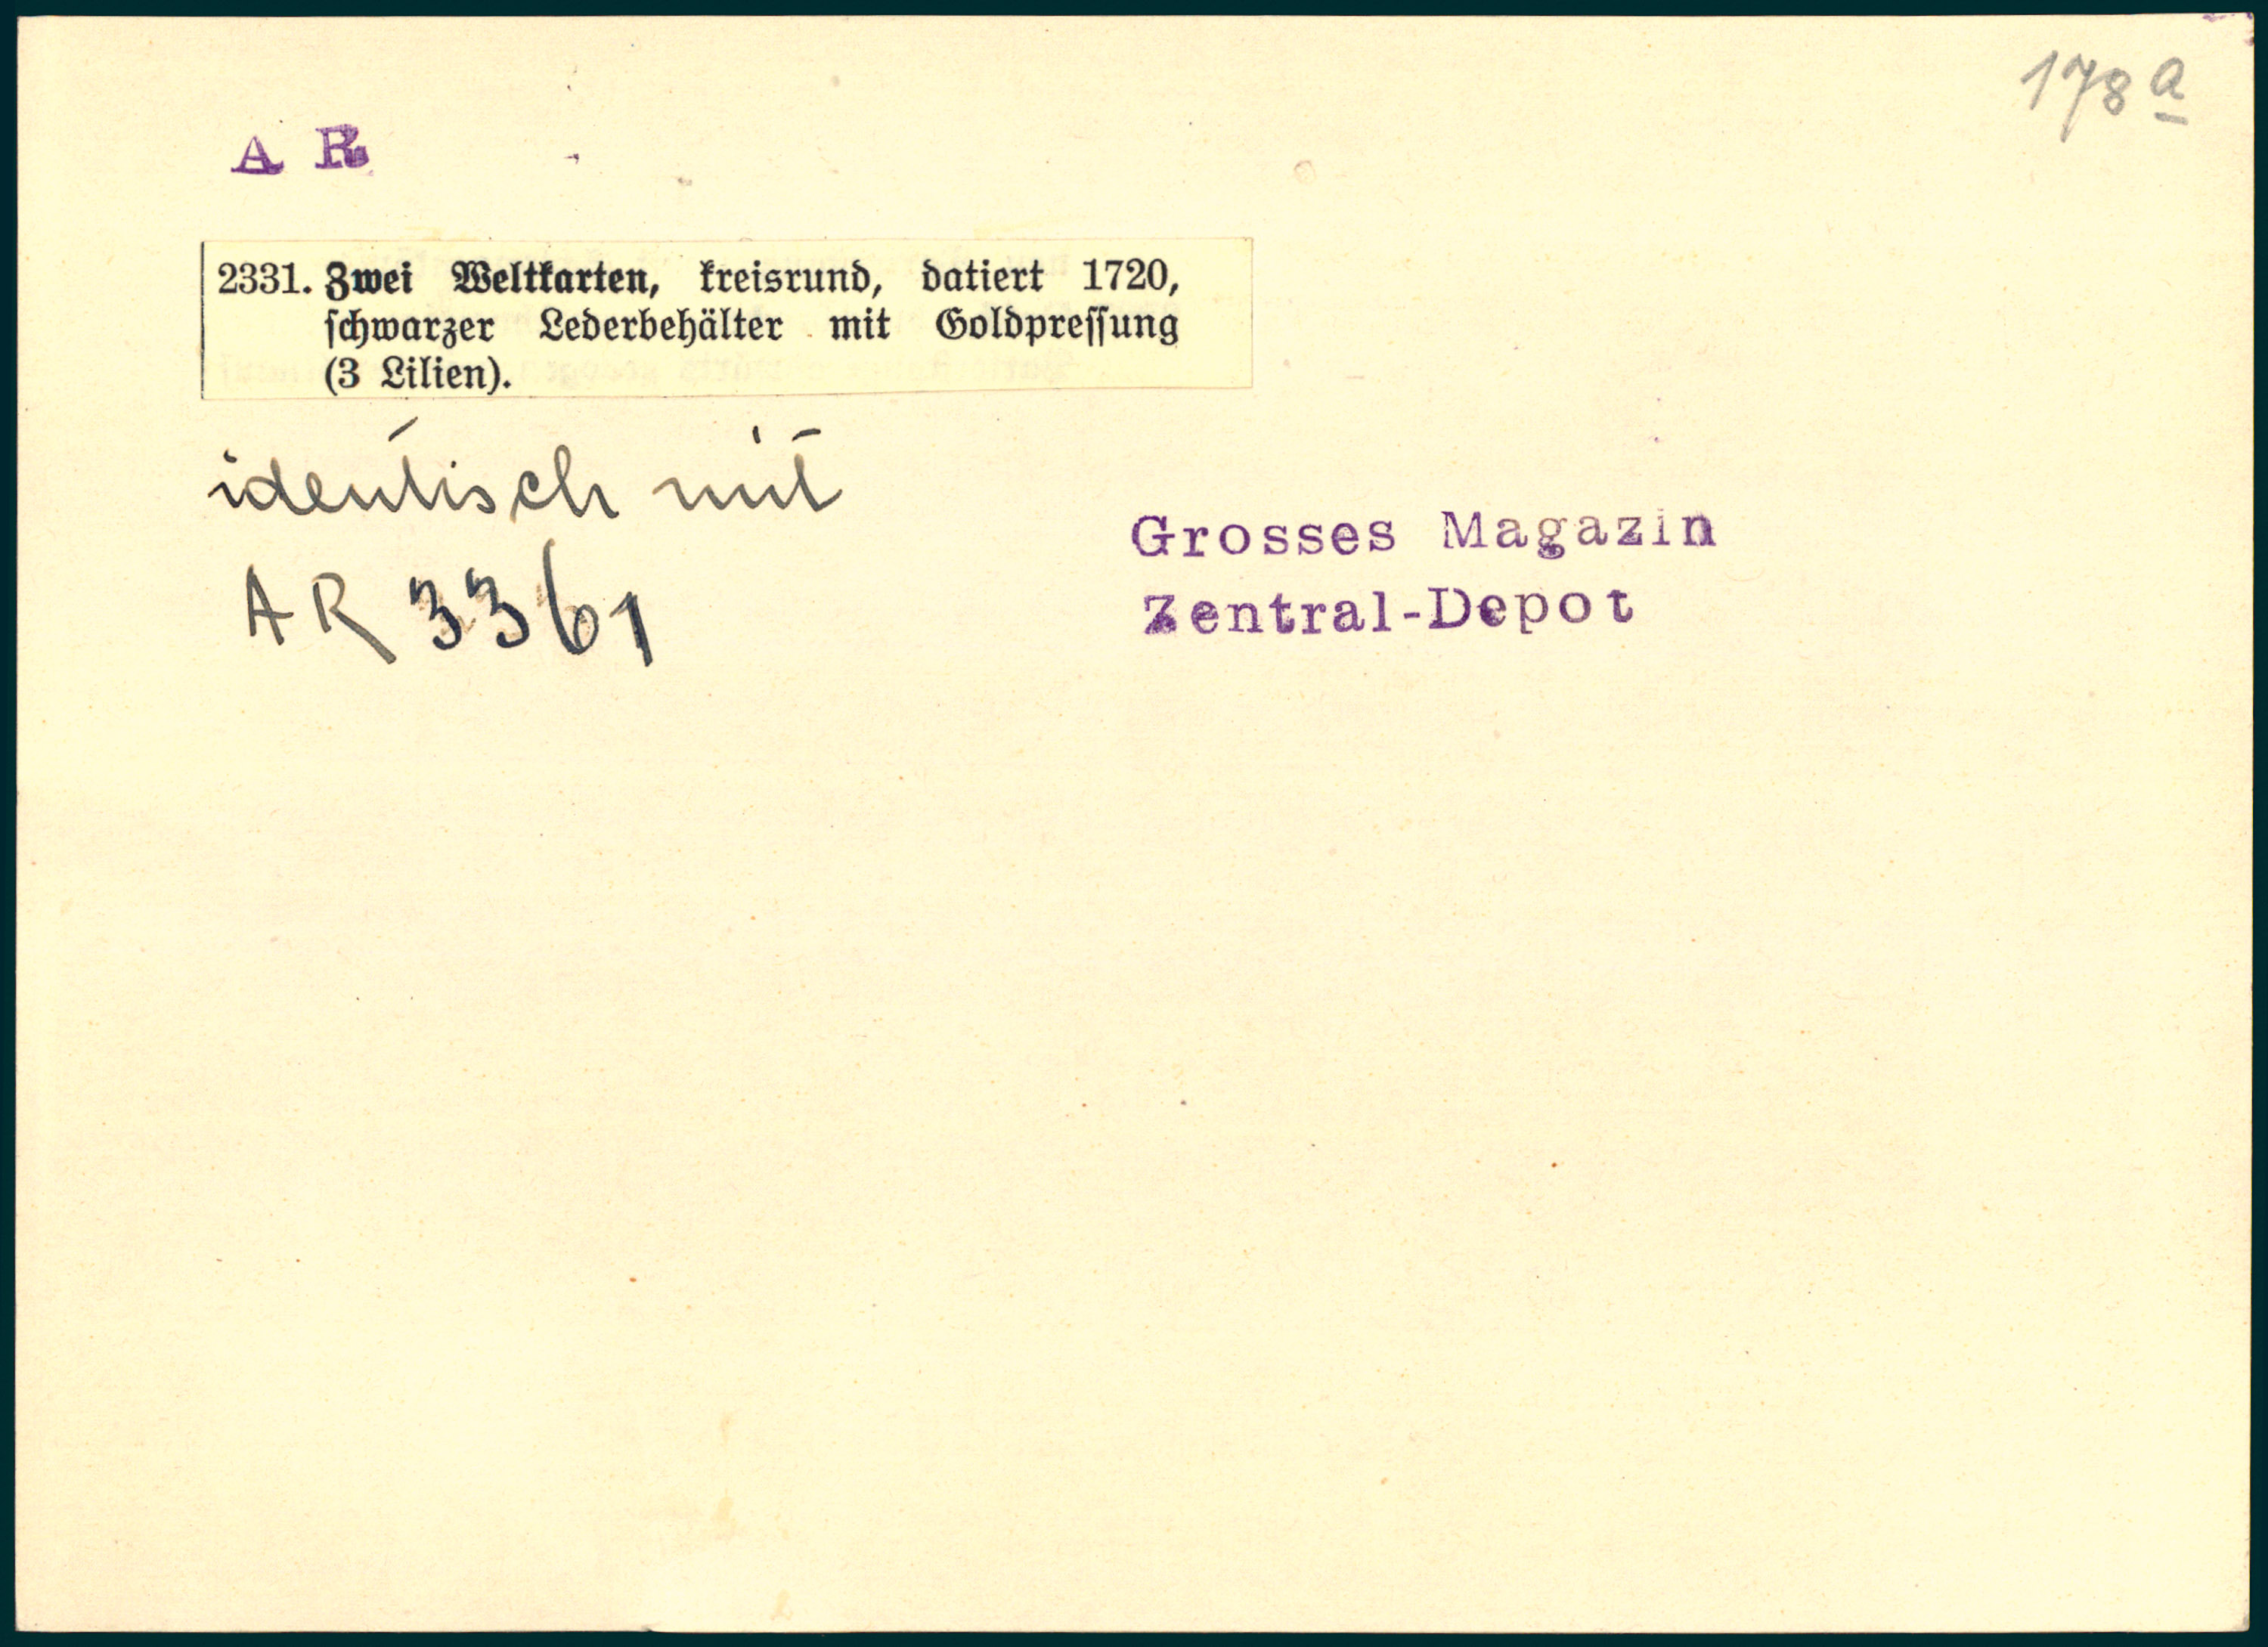 178 a
A R
2331. Zwei Weltkarten, kreisrund, datiert 1720,
schwarzer Lederbehälter mit Goldpressung
(3 Lilien).
identisch mit
AR 3361
Grosses Magazin
Zentral-Depot